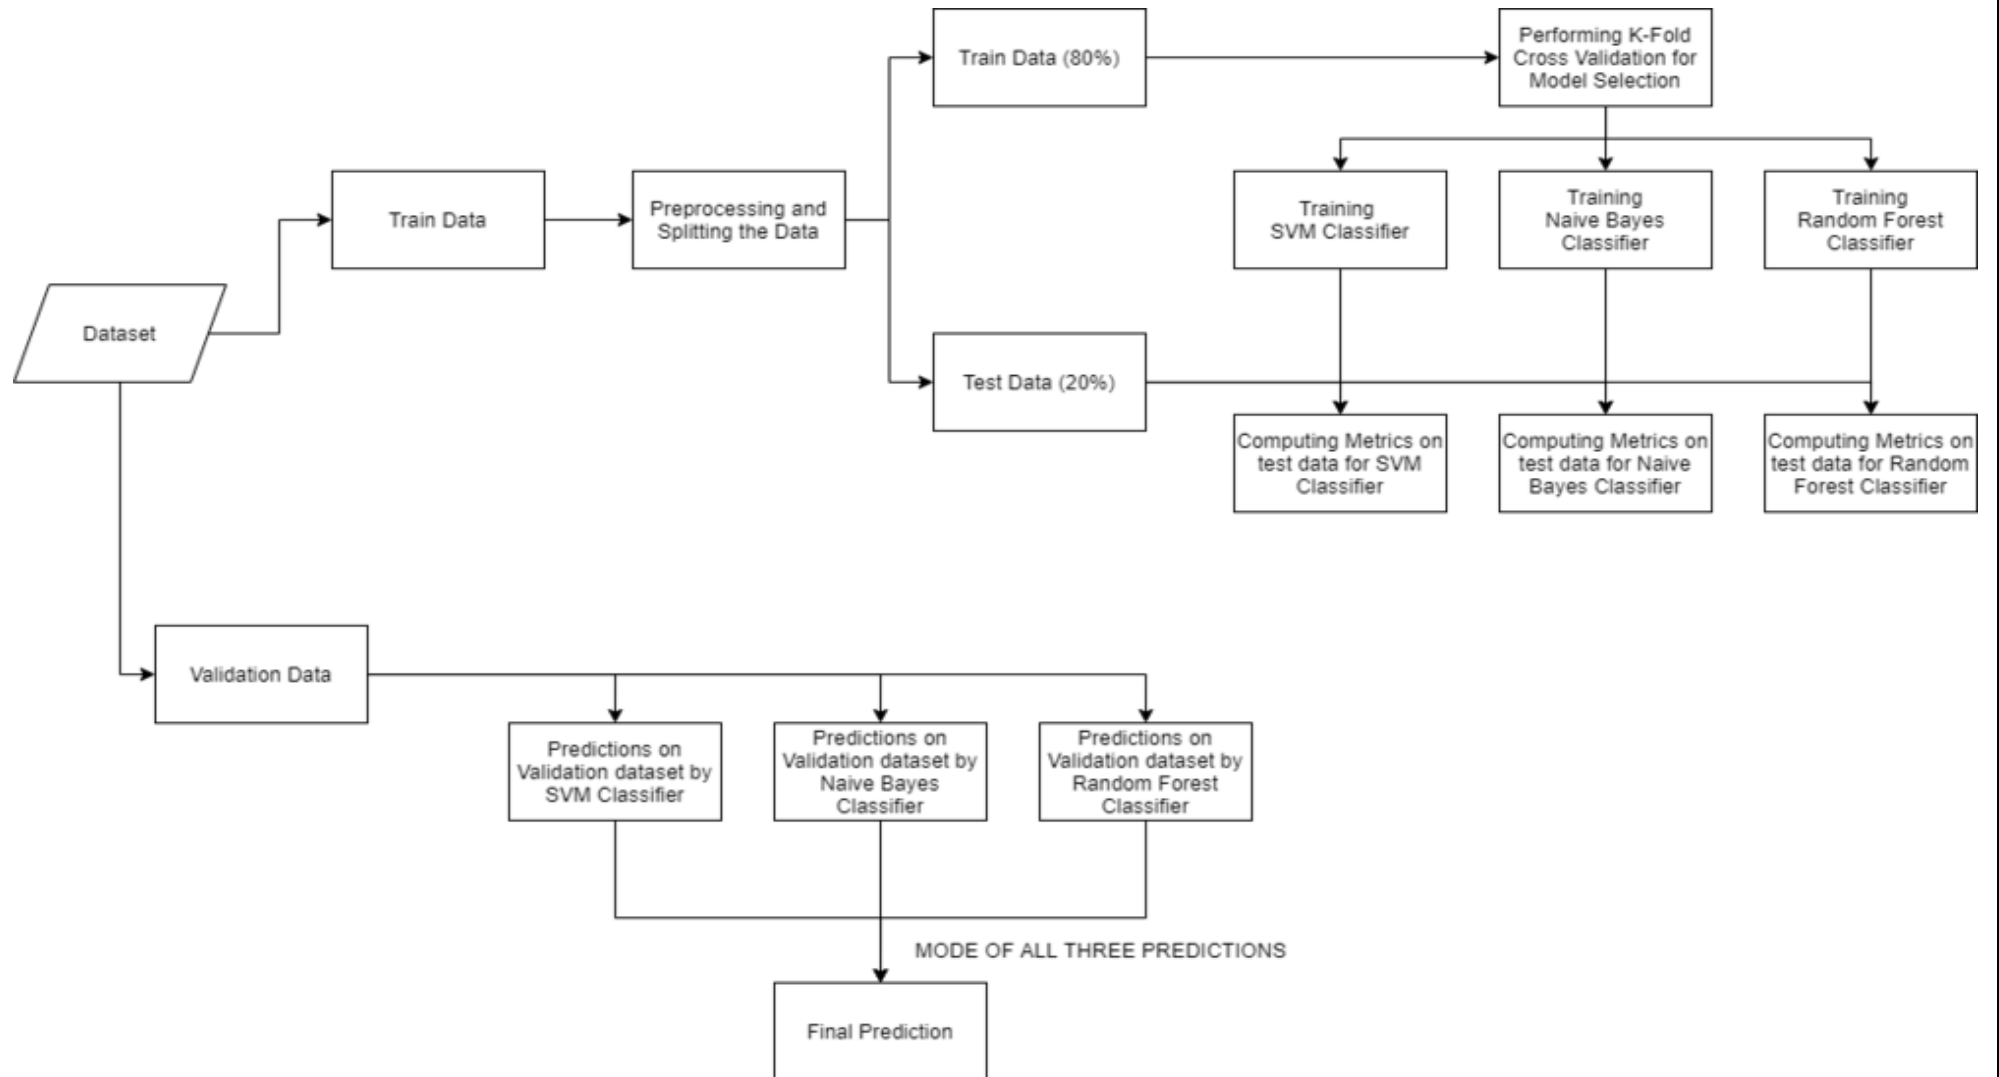 Train Data (80%)
Performing K-Fold
Cross Validation for
Model Selection
Train Data
Preprocessing and
Splitting the Data
Training
SVM Classifier
Training
Naive Bayes
Classifier
Training
Random Forest
Classifier
Dataset
Test Data (20%)
Computing Metrics on
test data for SVM
Classifier
Computing Metrics on
test data for Naive
Bayes Classifier
Computing Metrics on
test data for Random
Forest Classifier
Validation Data
Predictions on
Validation dataset by
SVM Classifier
Predictions on
Validation dataset by
Naive Bayes
Classifier
Predictions on
Validation dataset by
Random Forest
Classifier
MODE OF ALL THREE PREDICTIONS
Final Prediction